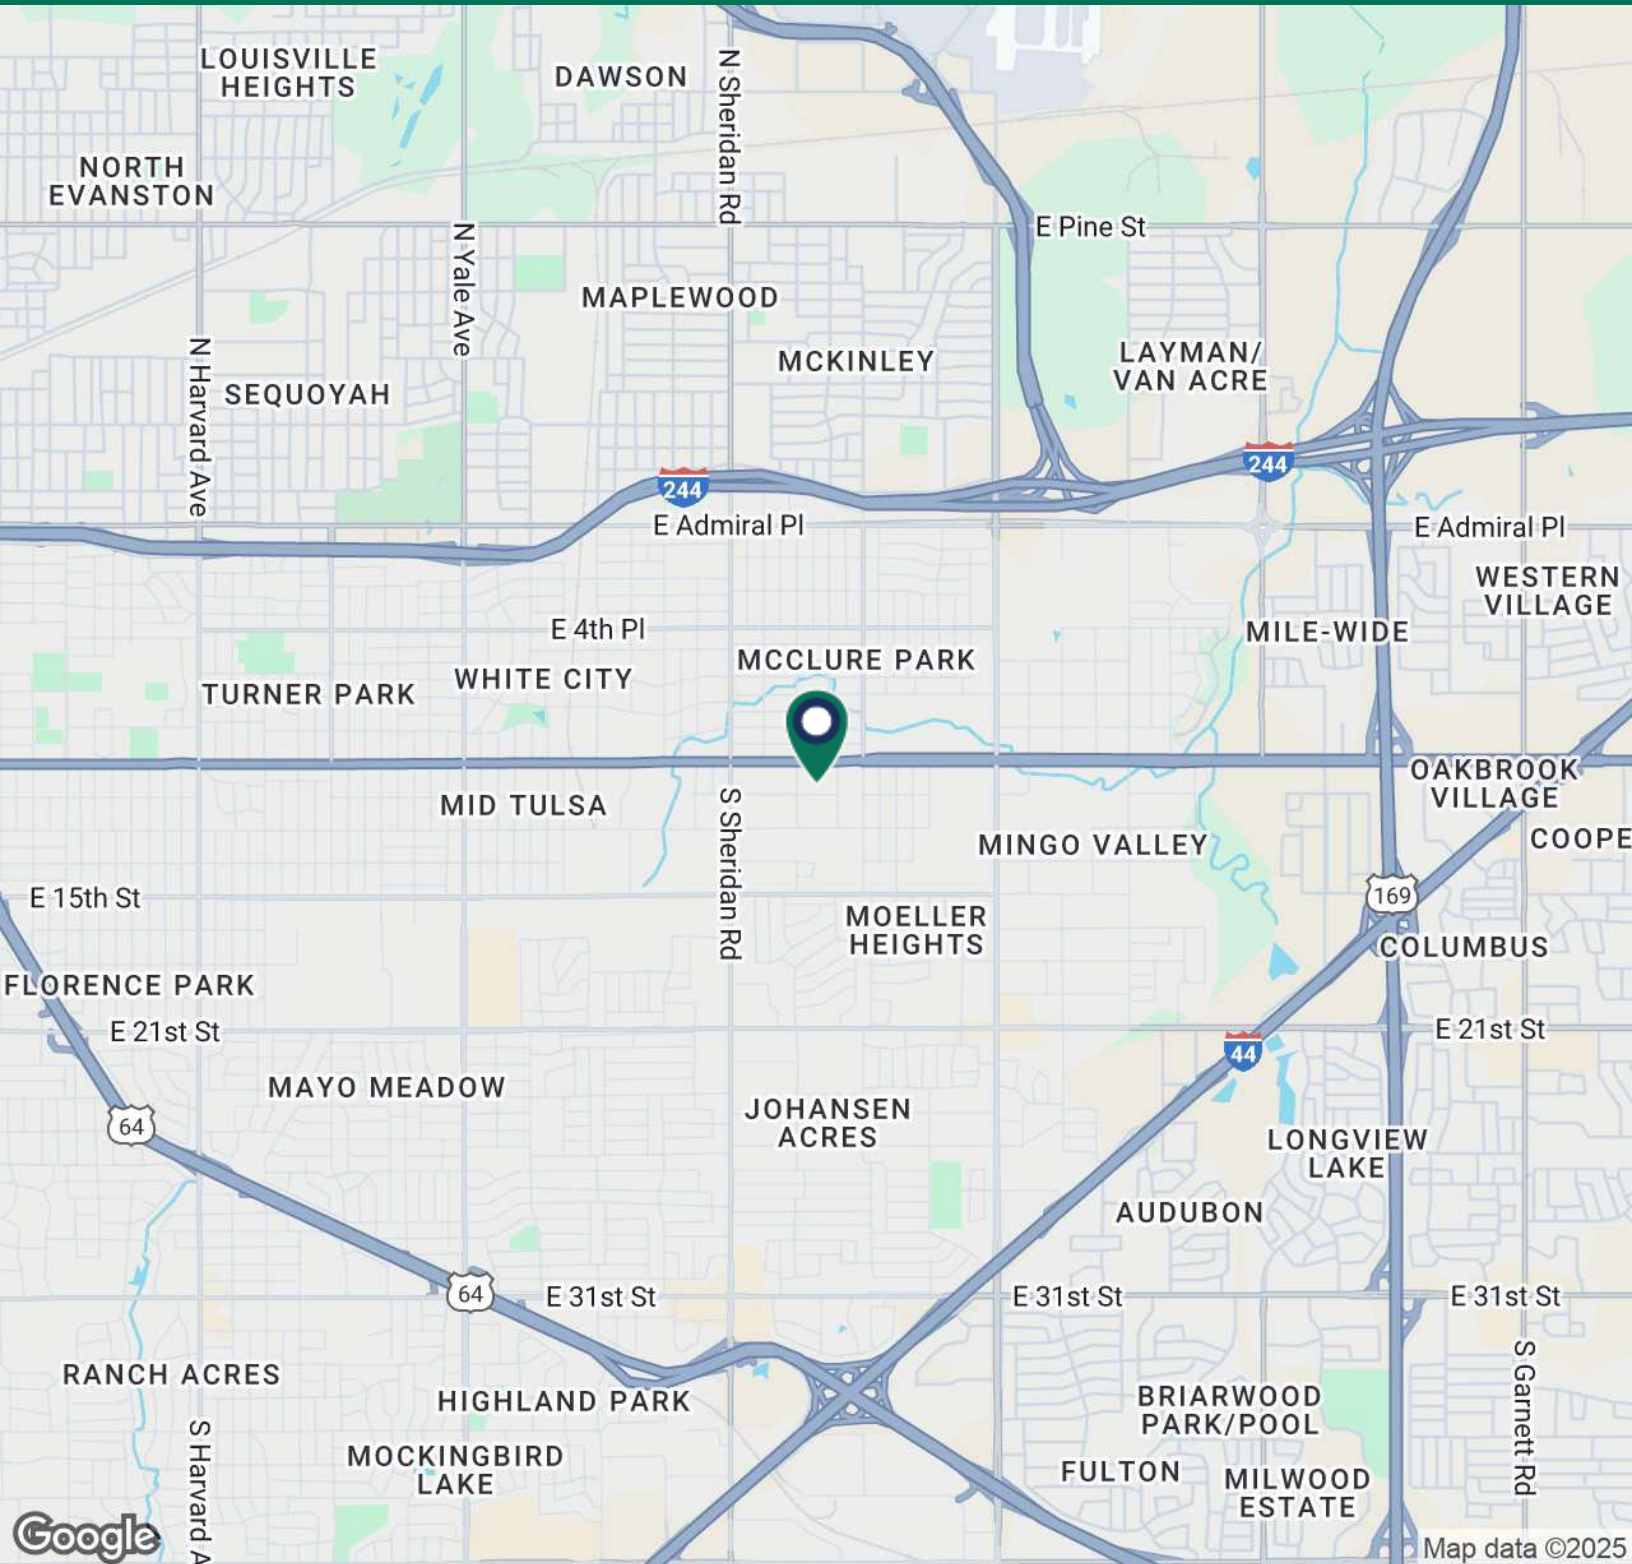 LOUISVILLE
HEIGHTS
DAWSON
N Sheridan Rd
NORTH
EVANSTON
E Pine St
N Yale Ave
MAPLEWOOD
MCKINLEY
LAYMAN/
VAN ACRE
N Harvard Ave
SEQUOYAH
244
244
E Admiral Pl
E Admiral Pl
WESTERN
VILLAGE
E 4th Pl
MILE-WIDE
MCCLURE PARK
WHITE CITY
TURNER PARK
OAKBROOK
VILLAGE
MID TULSA
S Sheridan Rd
MINGO VALLEY
COOPE
E 15th St
169
MOELLER
HEIGHTS
COLUMBUS
FLORENCE PARK
E 21st St
E 21st St
44
MAYO MEADOW
JOHANSEN
ACRES
64
LONGVIEW
LAKE
AUDUBON
64
E 31st St
E 31st St
E 31st St
RANCH ACRES
HIGHLAND PARK
BRIARWOOD
PARK/POOL
S Garnett Rd
S Harvard A
MOCKINGBIRD
LAKE
FULTON
MILWOOD
ESTATE
Google
Map data ©2025